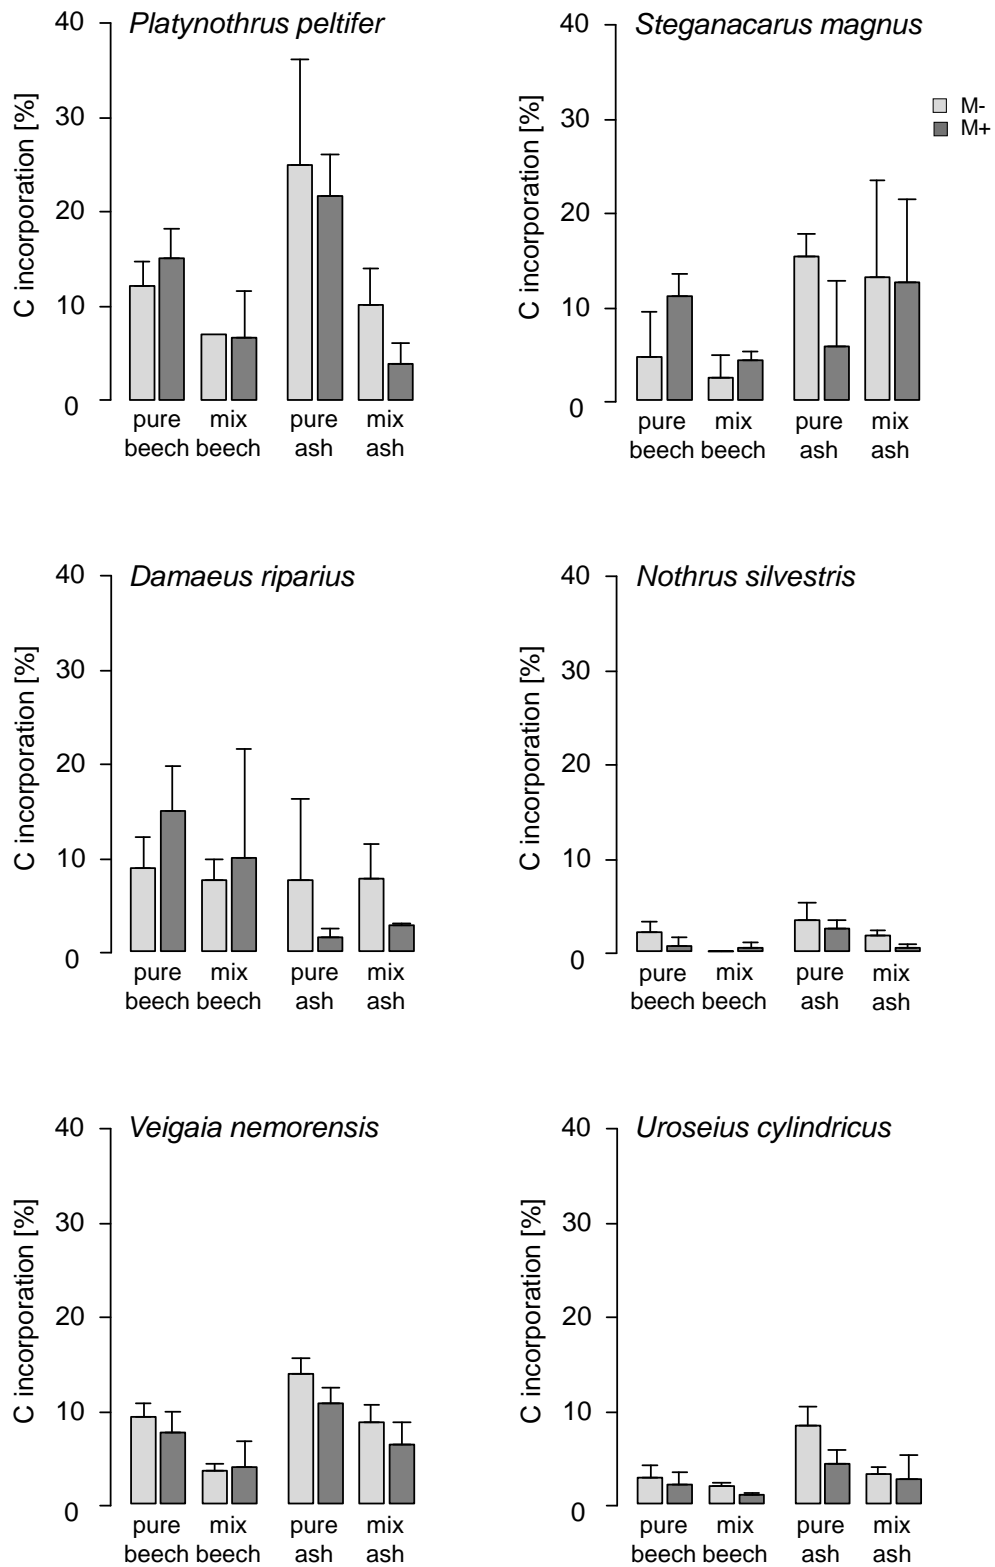 Platynothrus peltifer
C incorporation [%]
40
30
20
10
0
pure mix pure mix
beech beech ash ash
Steganacarus magnus
M-
M+
C incorporation [%]
40
30
20
10
0
pure mix pure mix
beech beech ash ash
Damaeus riparius
C incorporation [%]
40
30
20
10
0
pure mix pure mix
beech beech ash ash
Nothrus silvestris
C incorporation [%]
40
30
20
10
0
pure mix pure mix
beech beech ash ash
Veigaia nemorensis
C incorporation [%]
40
30
20
10
0
pure mix pure mix
beech beech ash ash
Uroseius cylindricus
C incorporation [%]
40
30
20
10
0
pure mix pure mix
beech beech ash ash